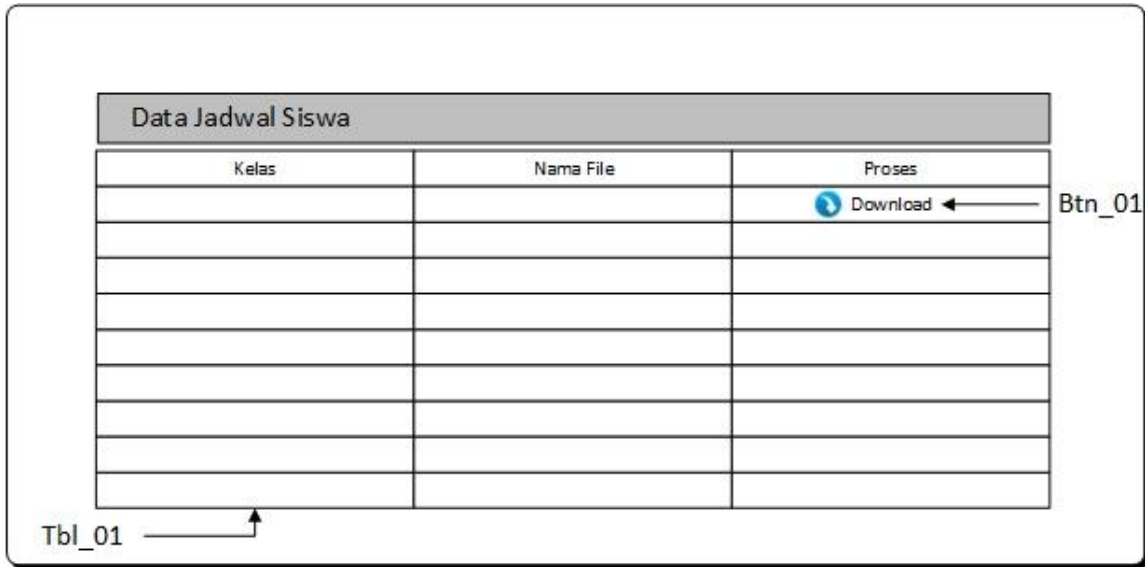 Data Jadwal Siswa
Kelas Nama File Proses
Download Btn_01
Tbl_01